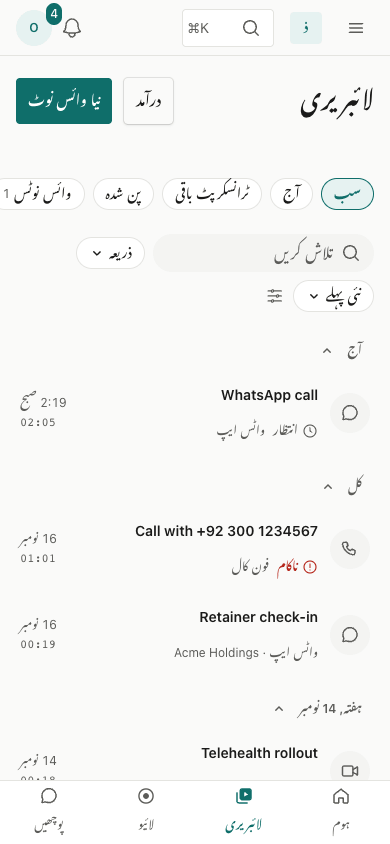 ذ
⌘K
4
O
لائبریری
درآمد
نیا وائس نوٹ
سب
آج
ٹرانسکرپٹ باقی
پن شدہ
وائس نوٹس 1
تلاش کریں
ذریعہ
نئی پہلے
آج
WhatsApp call
2:19 صبح
انتظار واٹس ایپ
02:05
کل
Call with +92 300 1234567
16 نومبر
ناکام فون کال
01:01
Retainer check-in
16 نومبر
واٹس ایپ · Acme Holdings
00:19
ہفتہ, 14 نومبر
Telehealth rollout
14 نومبر
ہوم
لائبریری
لائیو
پوچھیں